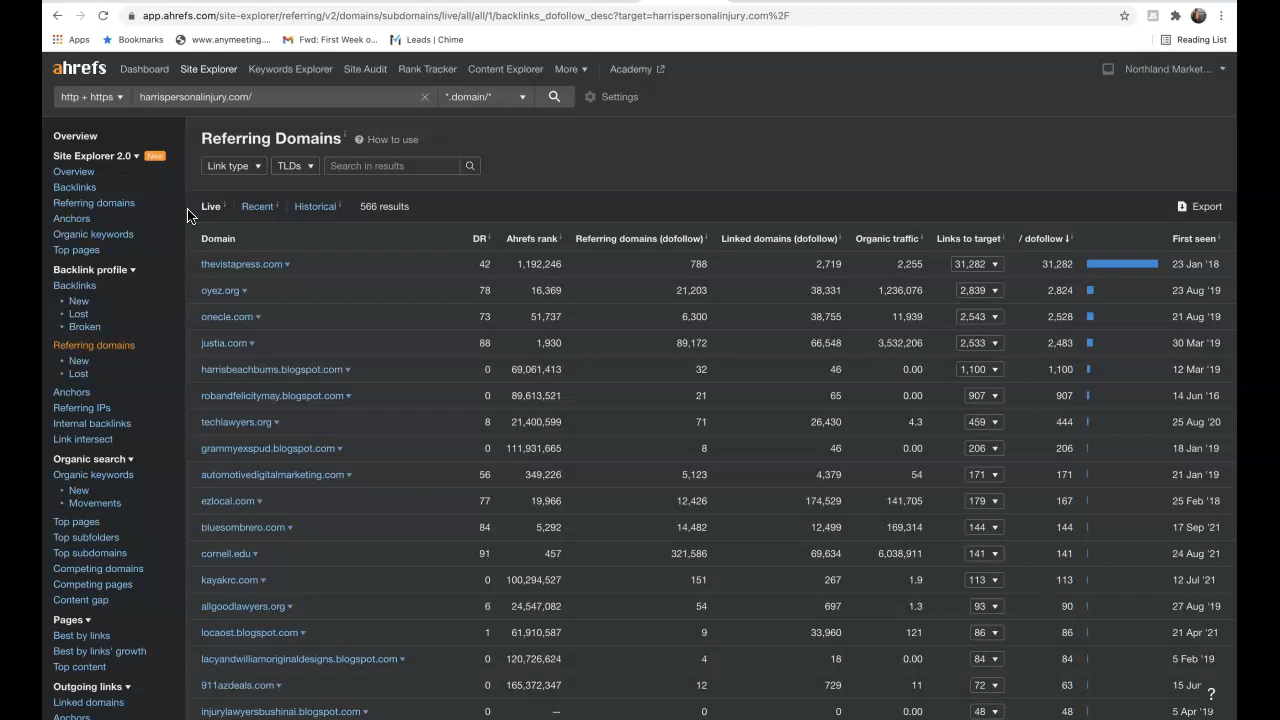 app.ahrefs.com/site-explorer/referring/v2/domains/subdomains/live/all/all/1/backlinks_dofollow_desc?target=harrispersonalinjury.com%2F
Apps Bookmarks www.anymeeting.... Fwd: First Week o... Leads | Chime Reading List
ahrefs Dashboard Site Explorer Keywords Explorer Site Audit Rank Tracker Content Explorer More Academy Northland Market...
http + https harrispersonalinjury.com/ *.domain/* Settings
Overview
Site Explorer 2.0 New
Overview
Backlinks
Referring domains
Anchors
Organic keywords
Top pages
Backlink profile
Backlinks
• New
• Lost
• Broken
Referring domains
• New
• Lost
Anchors
Referring IPs
Internal backlinks
Link intersect
Organic search
Organic keywords
• New
• Movements
Top pages
Top subfolders
Top subdomains
Competing domains
Competing pages
Content gap
Pages
Best by links
Best by links' growth
Top content
Outgoing links
Linked domains
Anchors
Referring Domains How to use
Link type TLDs Search in results
Live Recent Historical 566 results Export
Domain DR Ahrefs rank Referring domains (dofollow) Linked domains (dofollow) Organic traffic Links to target / dofollow First seen
thevistapress.com 42 1,192,246 788 2,719 2,255 31,282 31,282 23 Jan '18
oyez.org 78 16,369 21,203 38,331 1,236,076 2,839 2,824 23 Aug '19
onecle.com 73 51,737 6,300 38,755 11,939 2,543 2,528 21 Aug '19
justia.com 88 1,930 89,172 66,548 3,532,206 2,533 2,483 30 Mar '19
harrisbeachbums.blogspot.com 0 69,061,413 32 46 0.00 1,100 1,100 12 Mar '19
robandfelicitymay.blogspot.com 0 89,613,521 21 65 0.00 907 907 14 Jun '16
techlawyers.org 8 21,400,599 71 26,430 4.3 459 444 25 Aug '20
grammyexspud.blogspot.com 0 111,931,665 8 46 0.00 206 206 18 Jan '19
automotivedigitalmarketing.com 56 349,226 5,123 4,379 54 171 171 21 Jan '19
ezlocal.com 77 19,966 12,426 174,529 141,705 179 167 25 Feb '18
bluesombrero.com 84 5,292 14,482 12,499 169,314 144 144 17 Sep '21
cornell.edu 91 457 321,586 69,634 6,038,911 141 141 24 Aug '21
kayakrc.com 0 100,294,527 151 267 1.9 113 113 12 Jul '21
allgoodlawyers.org 6 24,547,082 54 697 1.3 93 90 27 Aug '19
locaost.blogspot.com 1 61,910,587 9 33,960 121 86 86 21 Apr '21
lacyandwilliamoriginaldesigns.blogspot.com 0 120,726,624 4 18 0.00 84 84 5 Feb '19
911azdeals.com 0 165,372,347 12 729 11 72 63 15 Jun
injurylawyersbushinai.blogspot.com 0 — 0 0 0.00 48 48 5 Apr '19
?